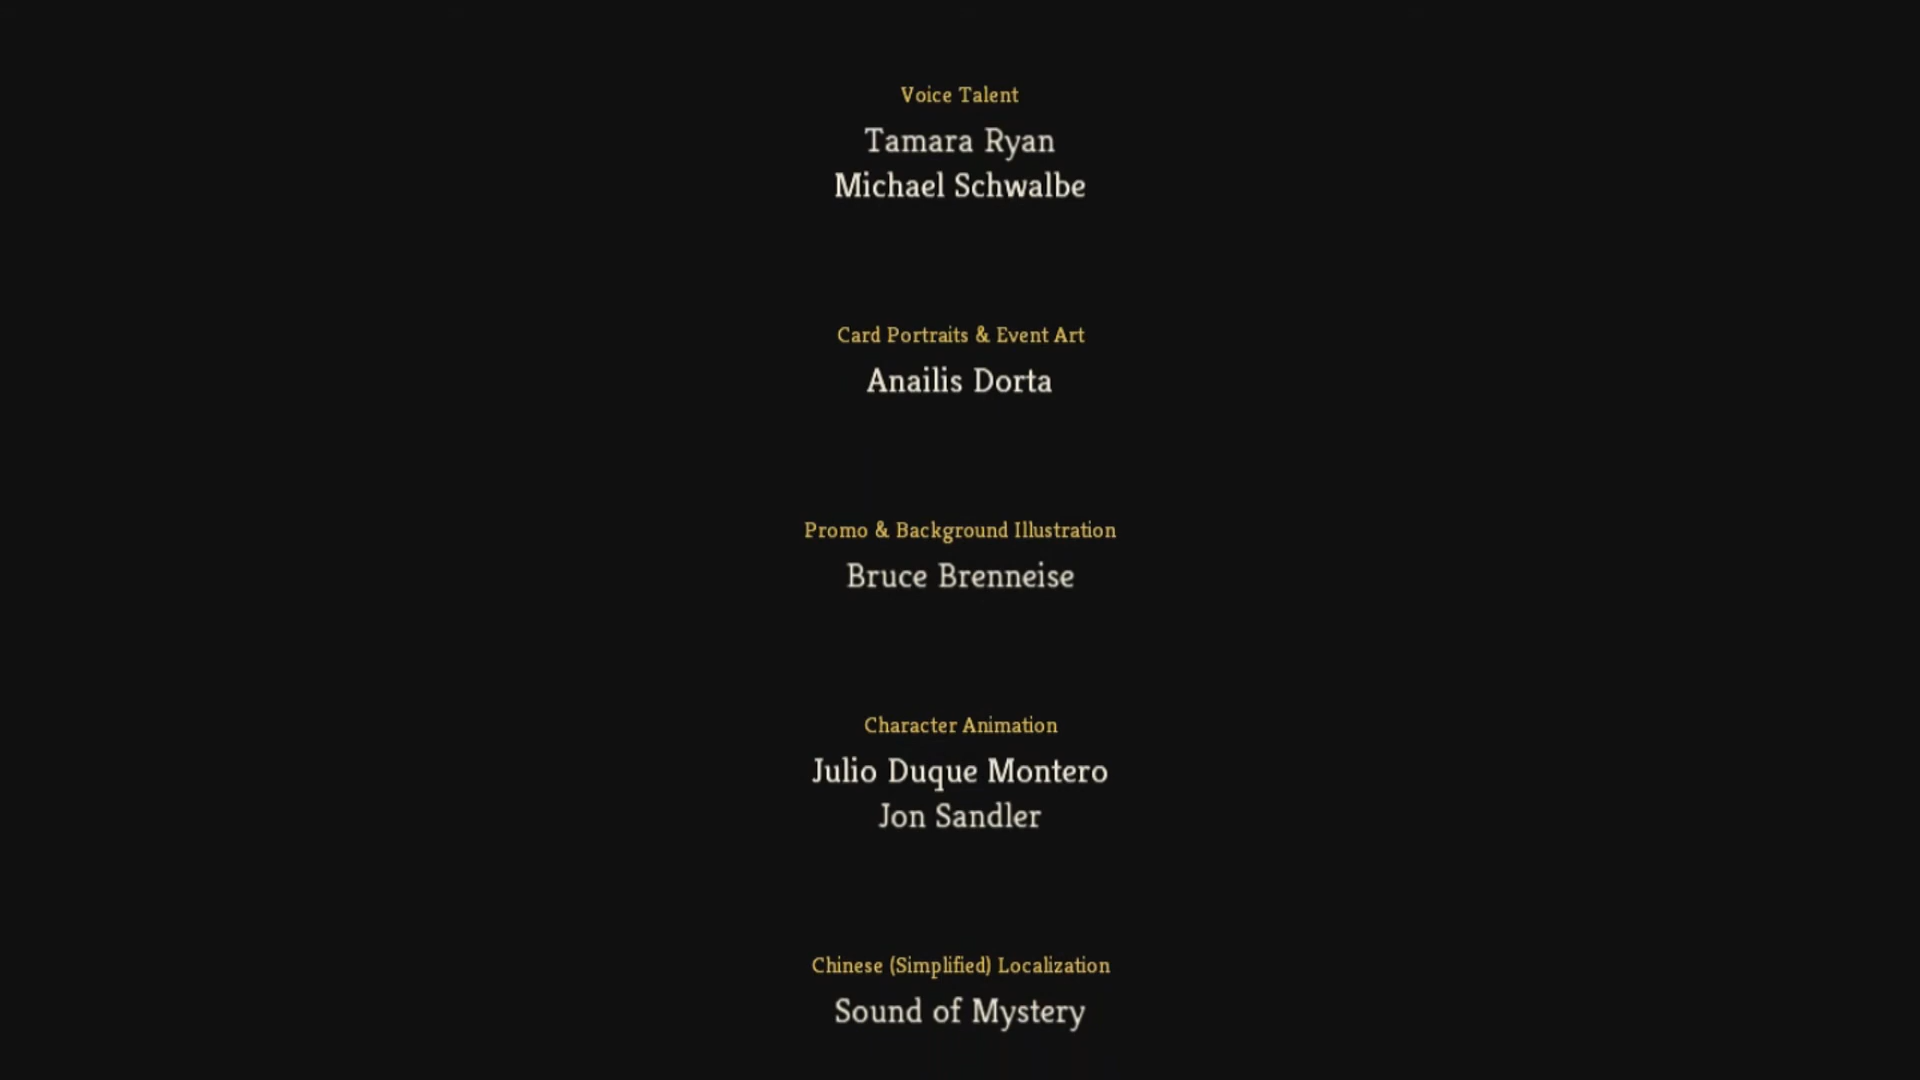 Voice Talent
Tamara Ryan
Michael Schwalbe
Card Portraits & Event Art
Anailis Dorta
Promo & Background Illustration
Bruce Brenneise
Character Animation
Julio Duque Montero
Jon Sandler
Chinese (Simplified) Localization
Sound of Mystery